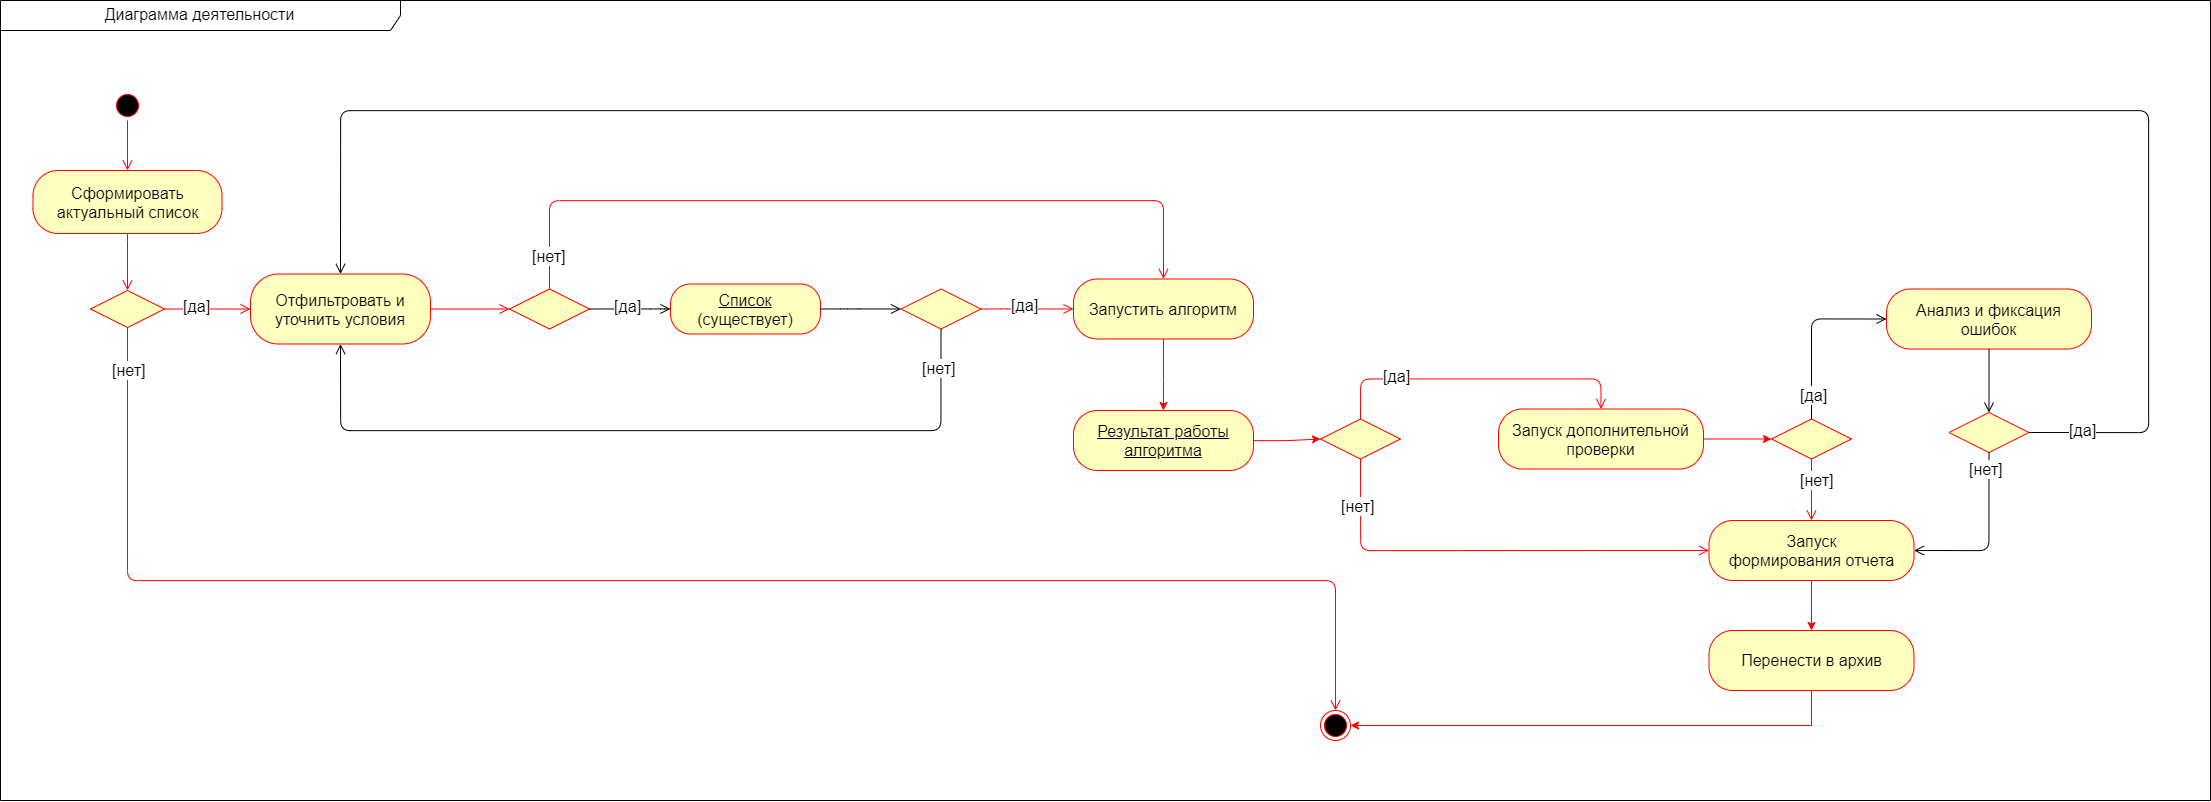 Диаграмма деятельности
Сформировать
актуальный список
[да]
[нет]
Отфильтровать и
уточнить условия
[нет]
[да]
Список
(существует)
[да]
[нет]
Запустить алгоритм
Результат работы
алгоритма
[да]
[нет]
Запуск дополнительной
проверки
[да]
[нет]
Анализ и фиксация
ошибок
[да]
[нет]
Запуск
формирования отчета
Перенести в архив